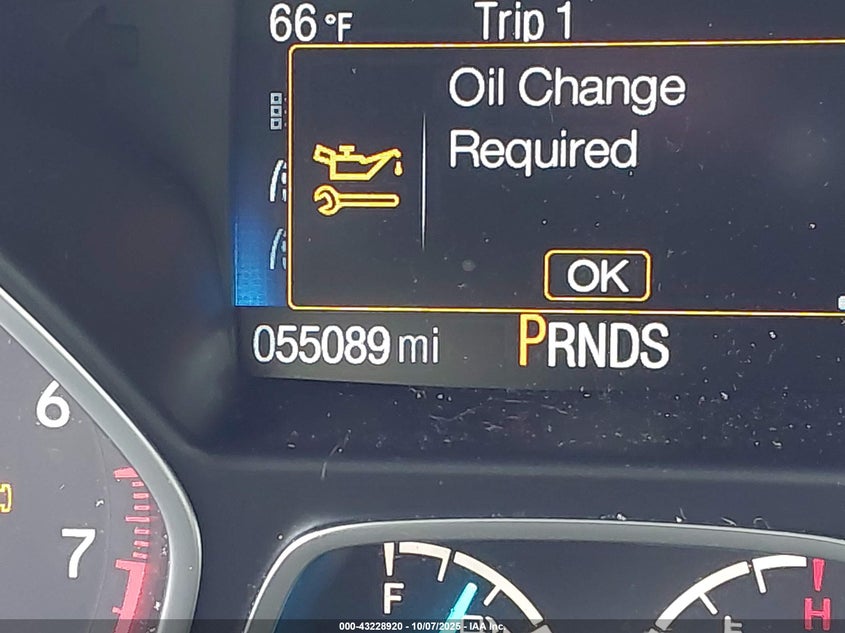 66 °F
Trip 1
Oil Change
Required
OK
055089 mi
PRNDS
6
7
F
H
000-43228920 - 10/07/2025 - IAA Inc.